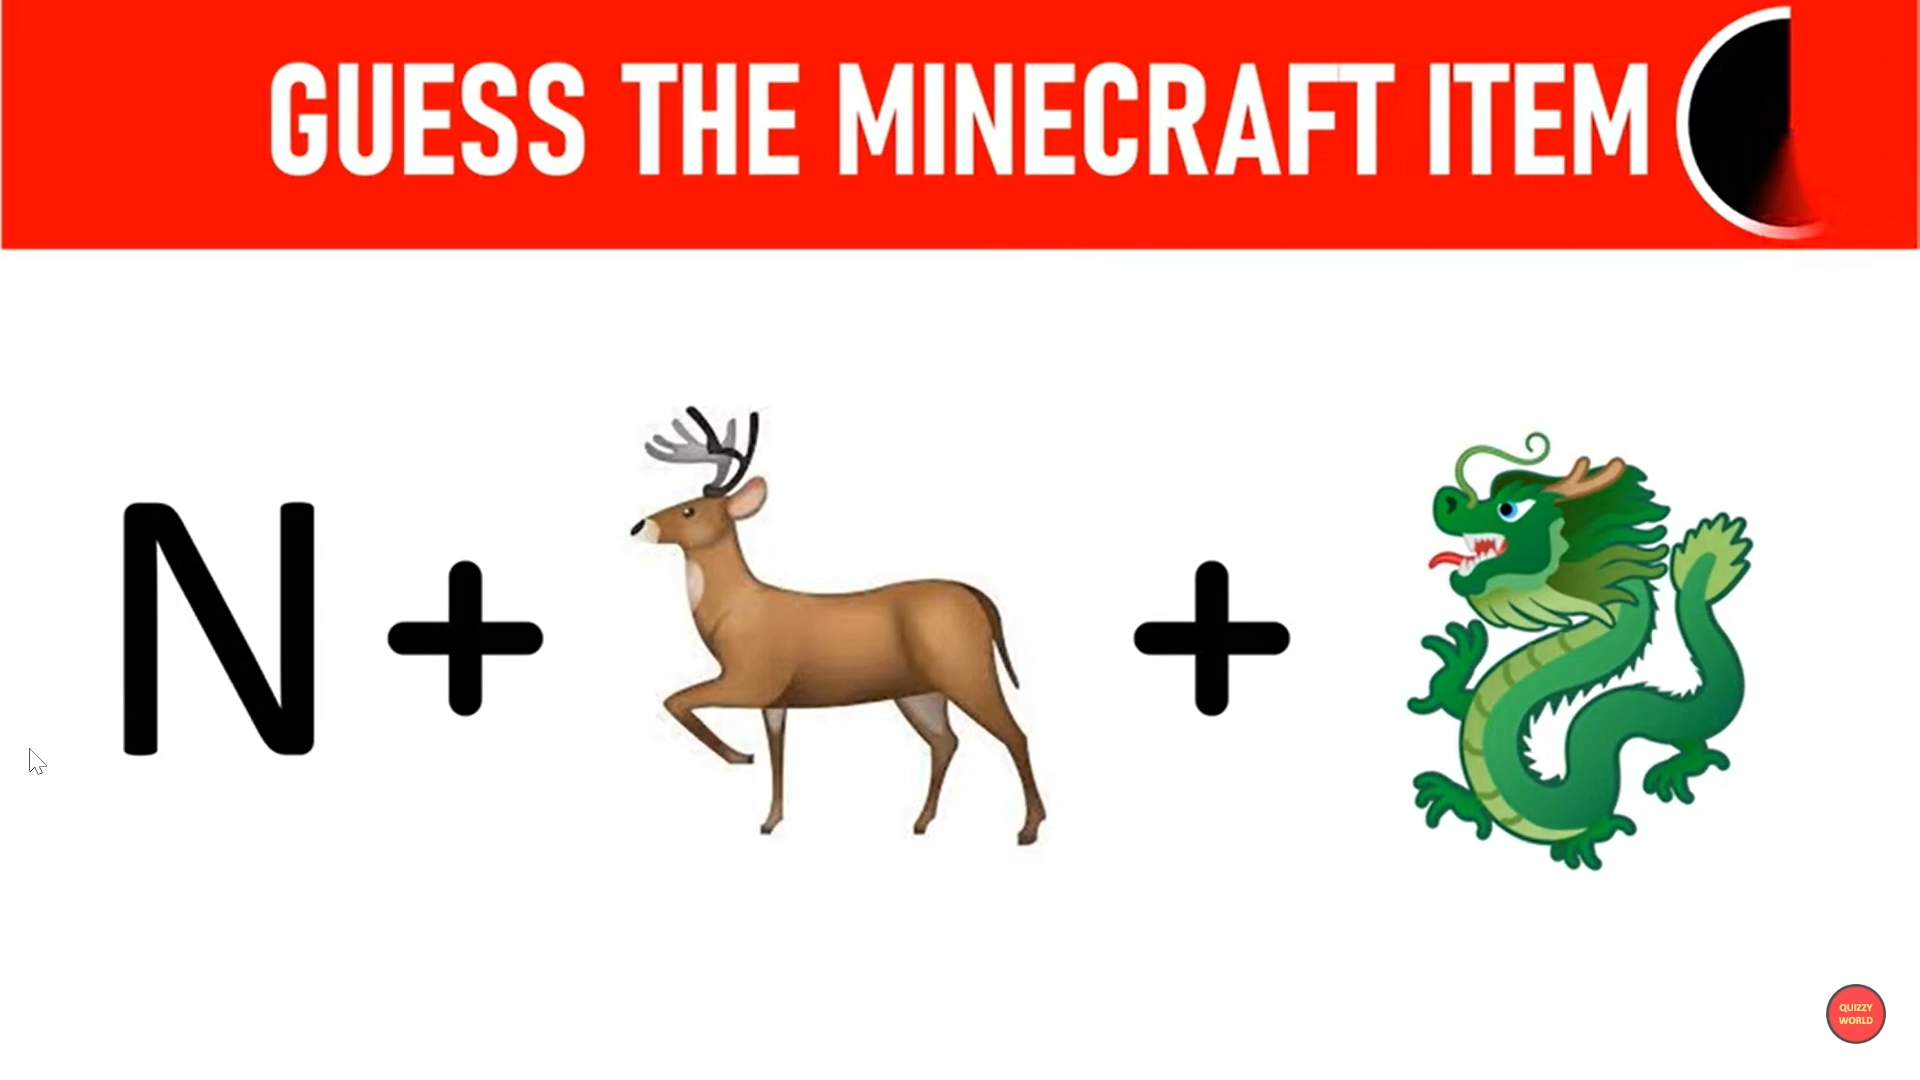 GUESS THE MINECRAFT ITEM
N + +
QUIZZY
WORLD